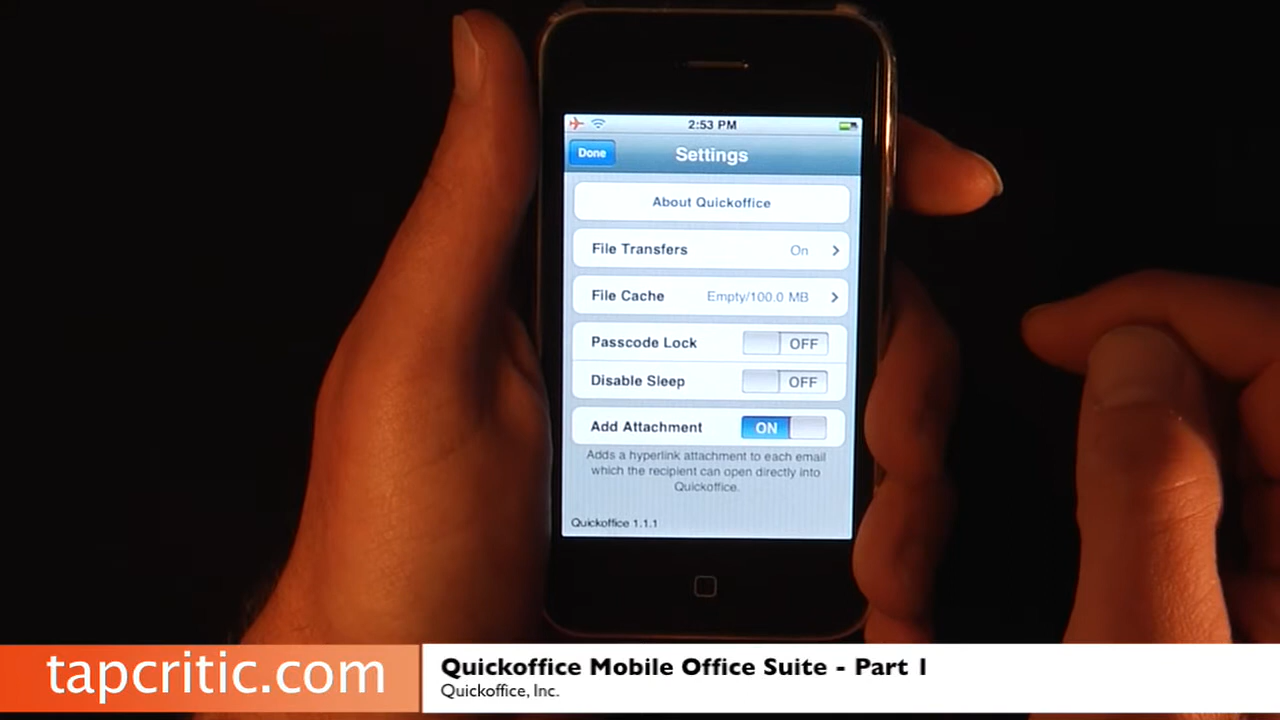 2:53 PM
Done
Settings
About Quickoffice
File Transfers On
File Cache Empty/100.0 MB
Passcode Lock OFF
Disable Sleep OFF
Add Attachment ON
Adds a hyperlink attachment to each email
which the recipient can open directly into
Quickoffice.
Quickoffice 1.1.1
tapcritic.com
Quickoffice Mobile Office Suite - Part 1
Quickoffice, Inc.